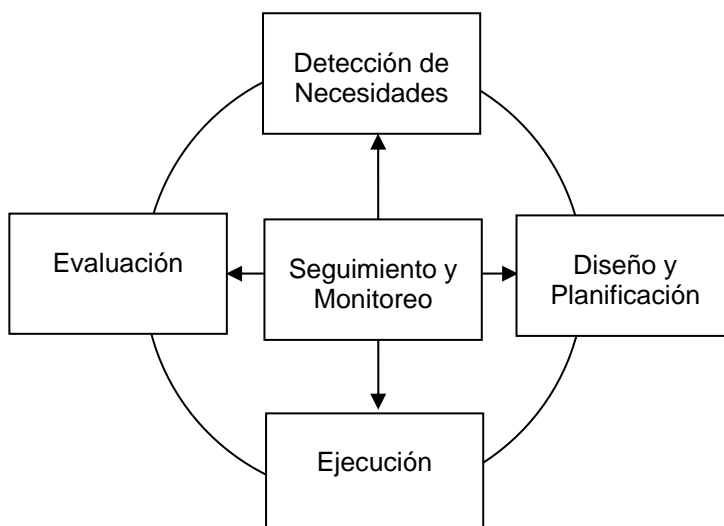 Detección de
Necesidades
Evaluación
Seguimiento y
Monitoreo
Diseño y
Planificación
Ejecución